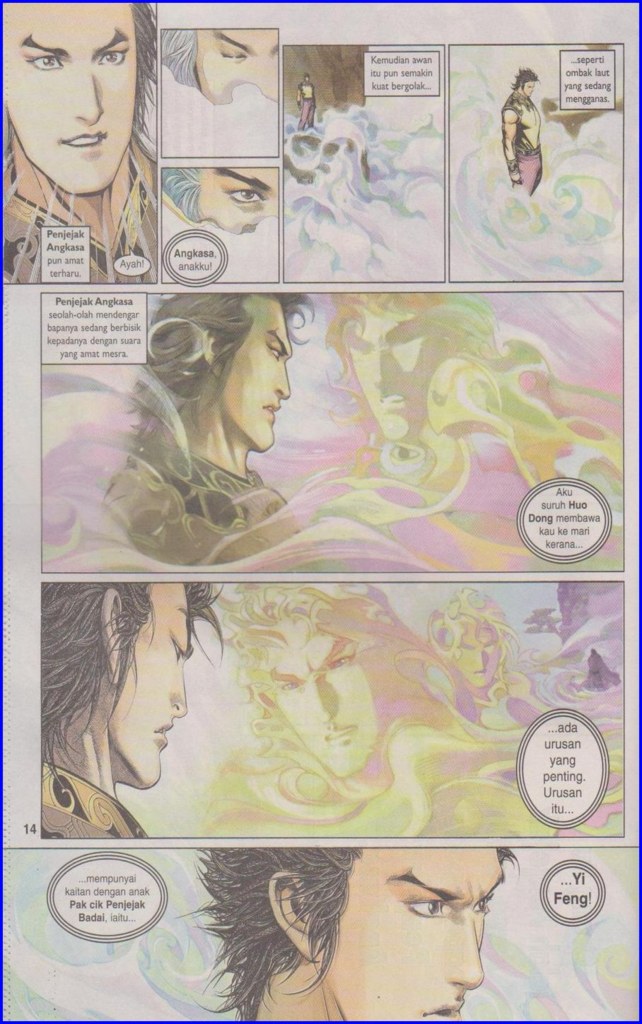 Penjejak
Angkasa
pun amat
terharu.
Ayah!
Angkasa,
anakku!
Kemudian awan
itu pun semakin
kuat bergolak...
...seperti
ombak laut
yang sedang
mengganas.
Penjejak Angkasa
seolah-olah mendengar
bapanya sedang berbisik
kepadanya dengan suara
yang amat mesra.
Aku
suruh Huo
Dong membawa
kau ke mari
kerana...
...ada
urusan
yang
penting.
Urusan
itu...
14
...mempunyai
kaitan dengan anak
Pak cik Penjejak
Badai, iaitu...
...Yi
Feng!